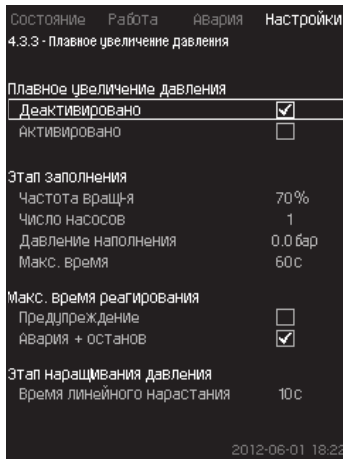 Состояние Работа Авария Настройки
4.3.3 - Плавное увеличение давления
Плавное увеличение давления
Деактивировано
Активировано
Этап заполнения
Частота вращ-я 70%
Число насосов 1
Давление наполнения 0.0 бар
Макс. время 60с
Макс. время реагирования
Предупреждение
Авария + останов
Этап наращивания давления
Время линейного нарастания 10с
2012-06-01 18:22